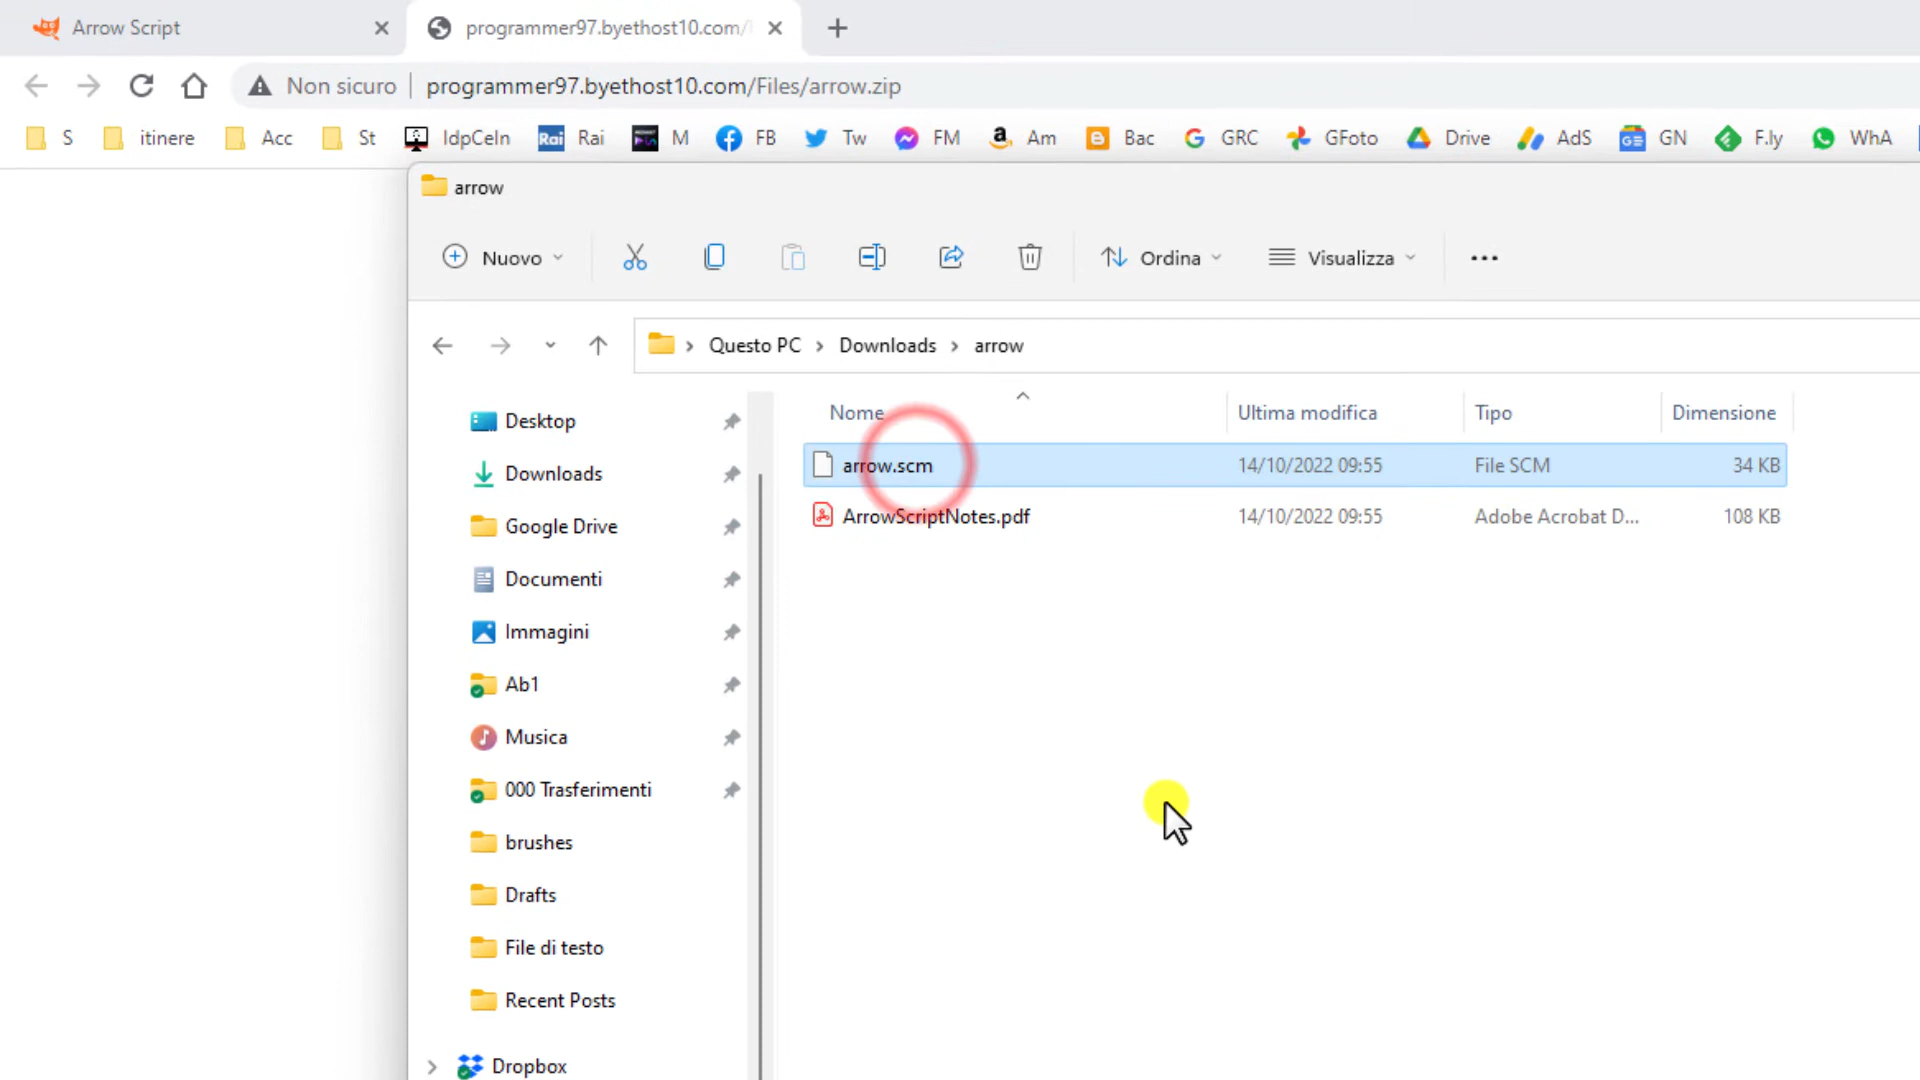 Arrow Script
programmer97.byethost10.com/
Non sicuro
programmer97.byethost10.com/Files/arrow.zip
S itinere Acc St IdpCeIn Rai Rai M FB Tw FM Am Bac GRC GFoto Drive AdS GN F.ly WhA
arrow
Nuovo Ordina Visualizza
Questo PC > Downloads > arrow
Nome Ultima modifica Tipo Dimensione
arrow.scm 14/10/2022 09:55 File SCM 34 KB
ArrowScriptNotes.pdf 14/10/2022 09:55 Adobe Acrobat D... 108 KB
Desktop
Downloads
Google Drive
Documenti
Immagini
Ab1
Musica
000 Trasferimenti
brushes
Drafts
File di testo
Recent Posts
Dropbox